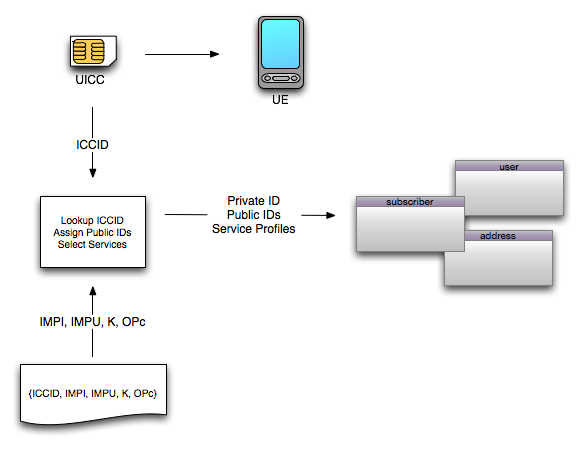 UICC
UE
ICCID
Lookup ICCID
Assign Public IDs
Select Services
Private ID
Public IDs
Service Profiles
user
subscriber
address
IMPI, IMPU, K, OPc
{ICCID, IMPI, IMPU, K, OPc}